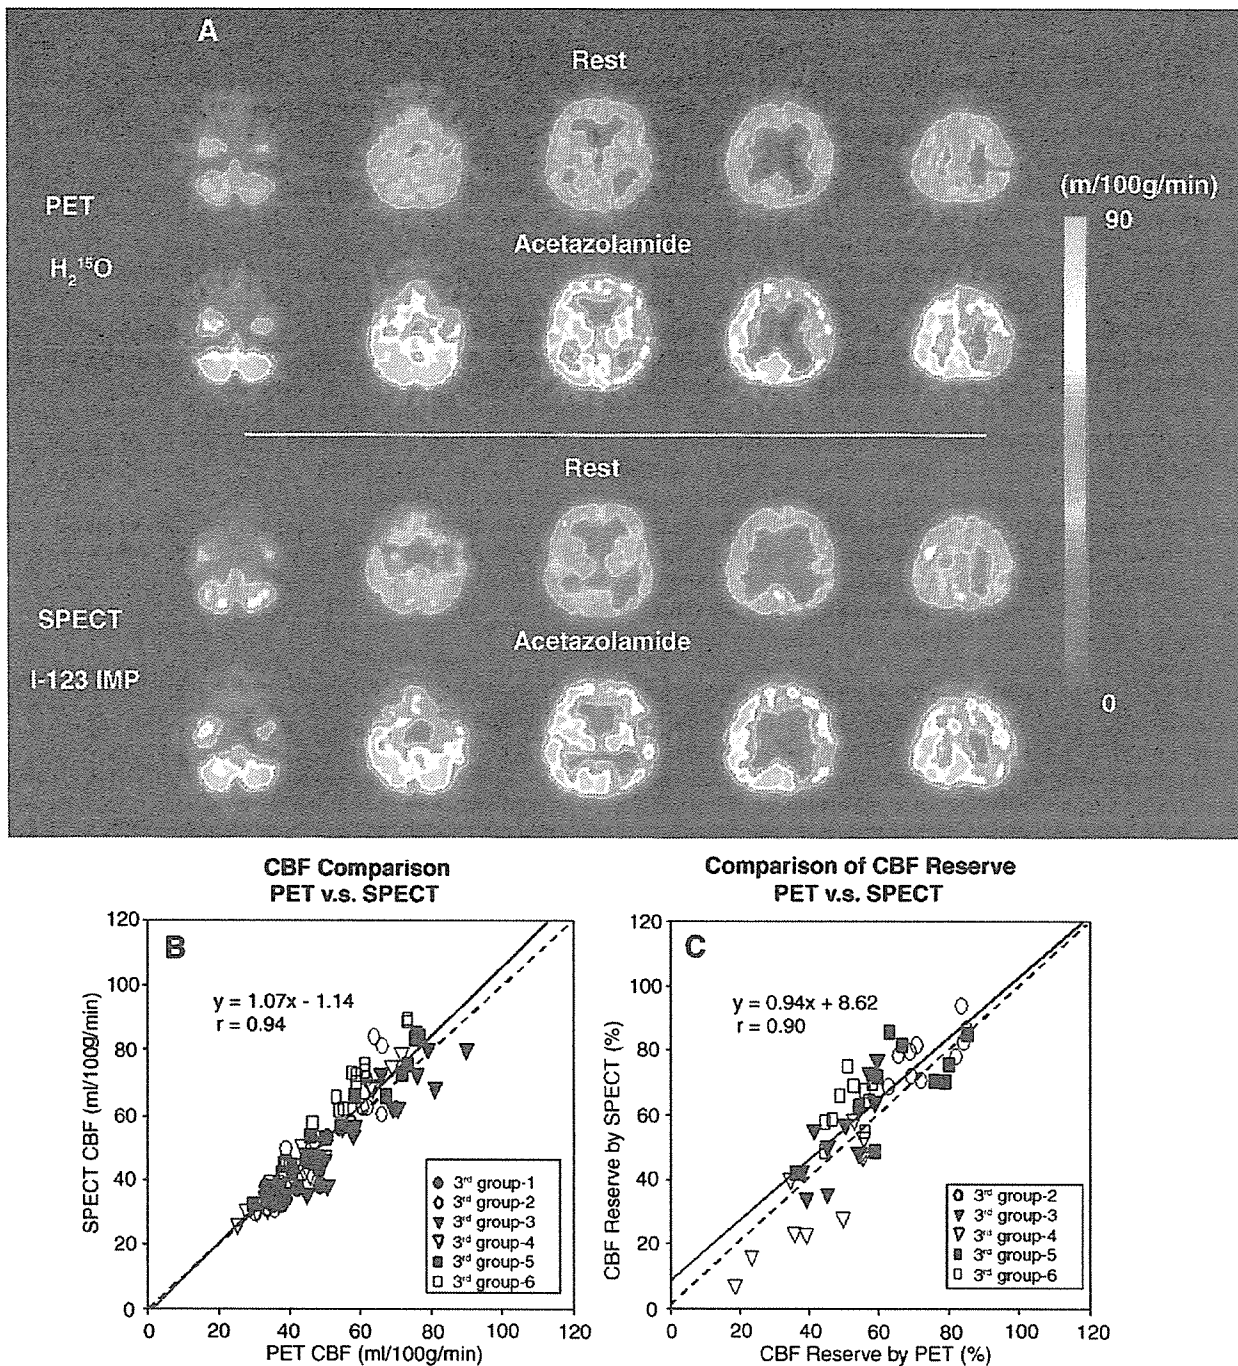 A
Rest
PET
H₂¹⁵O
(m/100g/min)
90
Acetazolamide
Rest
SPECT
I-123 IMP
Acetazolamide
0
CBF Comparison
PET v.s. SPECT
B
y = 1.07x - 1.14
r = 0.94
SPECT CBF (ml/100g/min)
120
100
80
60
40
20
0
3rd group-1
3rd group-2
3rd group-3
3rd group-4
3rd group-5
3rd group-6
0 20 40 60 80 100 120
PET CBF (ml/100g/min)
Comparison of CBF Reserve
PET v.s. SPECT
C
y = 0.94x + 8.62
r = 0.90
CBF Reserve by SPECT (%)
120
100
80
60
40
20
0
3rd group-2
3rd group-3
3rd group-4
3rd group-5
3rd group-6
0 20 40 60 80 100 120
CBF Reserve by PET (%)